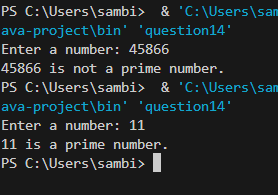 PS C:\Users\sambi>  & 'C:\Users\sam
ava-project\bin' 'question14'
Enter a number: 45866
45866 is not a prime number.
PS C:\Users\sambi>  & 'C:\Users\sam
ava-project\bin' 'question14'
Enter a number: 11
11 is a prime number.
PS C:\Users\sambi>